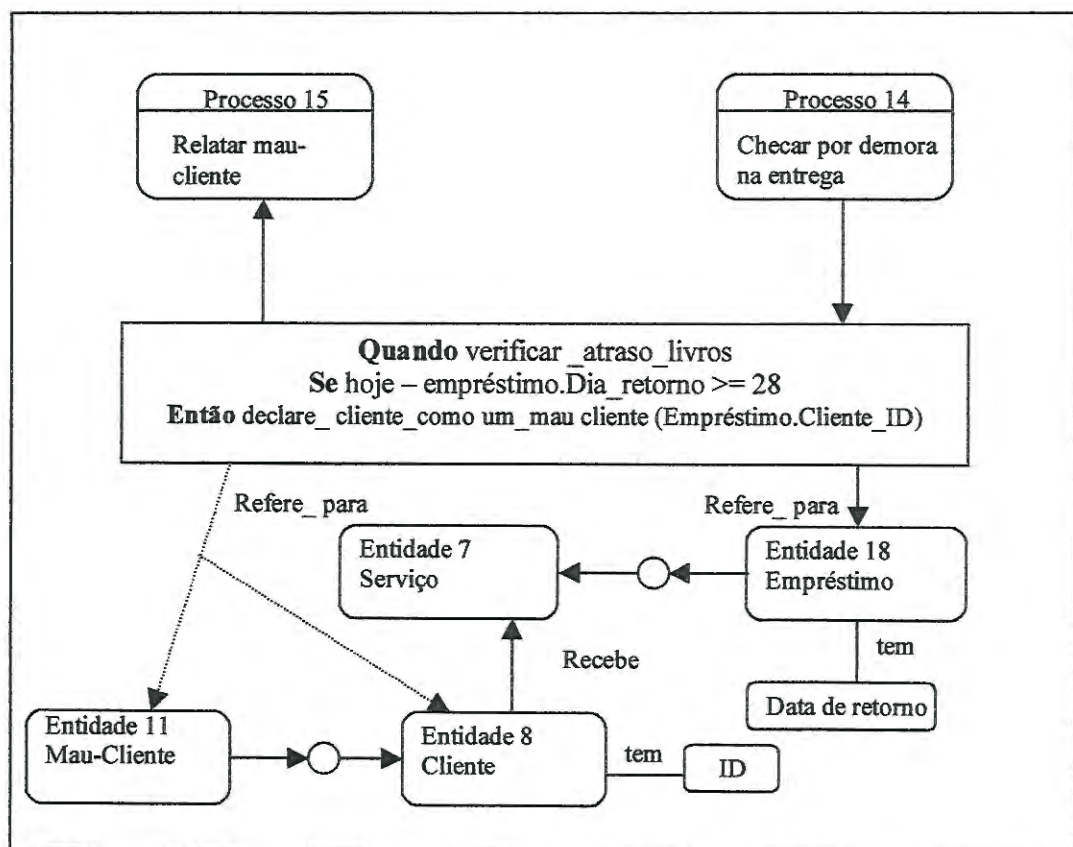 Processo 15
Relatar mau-
cliente
Processo 14
Checar por demora
na entrega
Quando verificar _atraso_livros
Se hoje – empréstimo.Dia_retorno >= 28
Então declare_ cliente_como um_mau cliente (Empréstimo.Cliente_ID)
Refere_ para
Refere_ para
Entidade 7
Serviço
Entidade 18
Empréstimo
Recebe
tem
Data de retorno
Entidade 11
Mau-Cliente
Entidade 8
Cliente
tem
ID